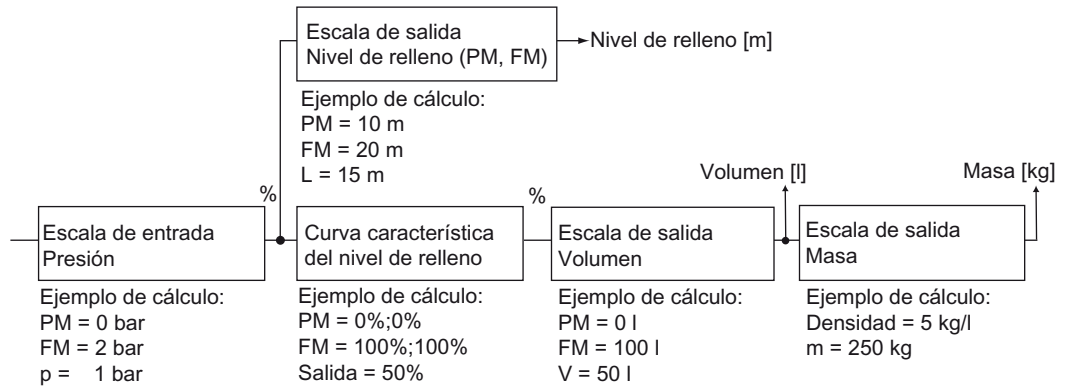 Escala de salida
Nivel de relleno (PM, FM)
Nivel de relleno [m]
Ejemplo de cálculo:
PM = 10 m
FM = 20 m
L = 15 m
%
Escala de entrada
Presión
Ejemplo de cálculo:
PM = 0 bar
FM = 2 bar
p = 1 bar
Curva característica
del nivel de relleno
Ejemplo de cálculo:
PM = 0%;0%
FM = 100%;100%
Salida = 50%
%
Escala de salida
Volumen
Ejemplo de cálculo:
PM = 0 l
FM = 100 l
V = 50 l
Volumen [l]
Escala de salida
Masa
Ejemplo de cálculo:
Densidad = 5 kg/l
m = 250 kg
Masa [kg]